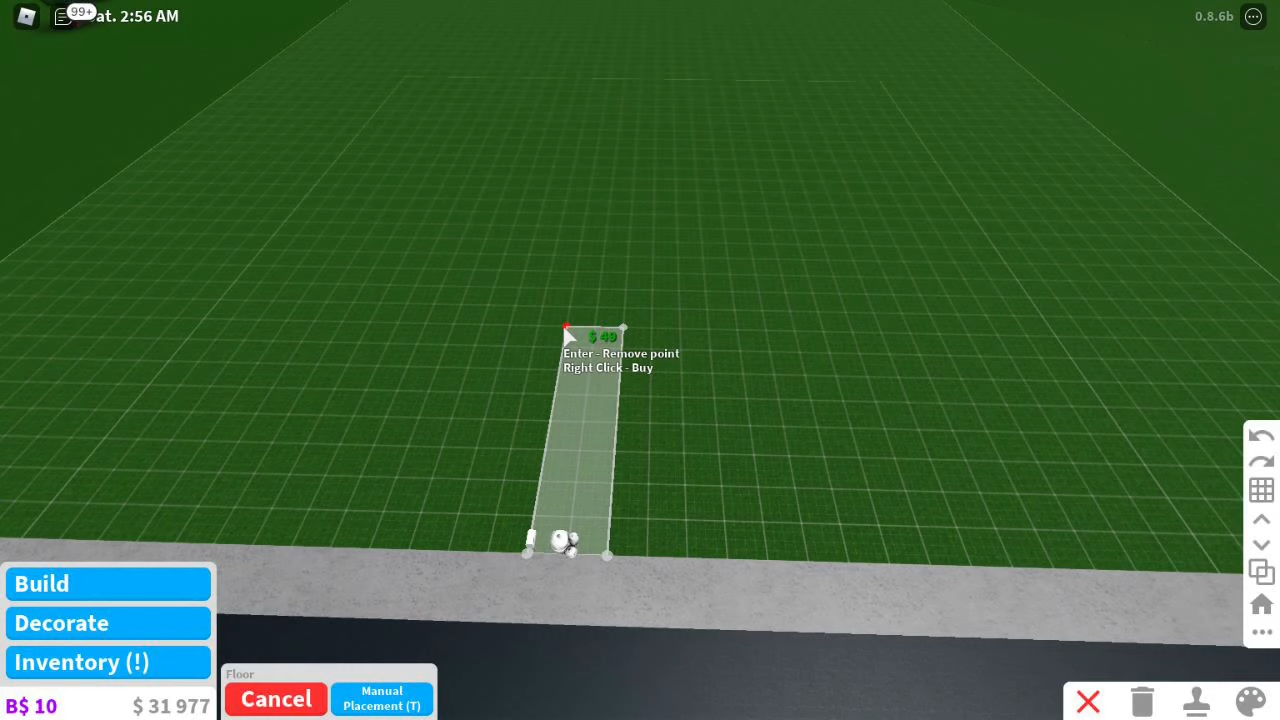 99+
at. 2:56 AM
0.8.6b
$ 49
Enter - Remove point
Right Click - Buy
Build
Decorate
Inventory (!)
B$ 10
$ 31 977
Floor
Cancel
Manual
Placement (T)